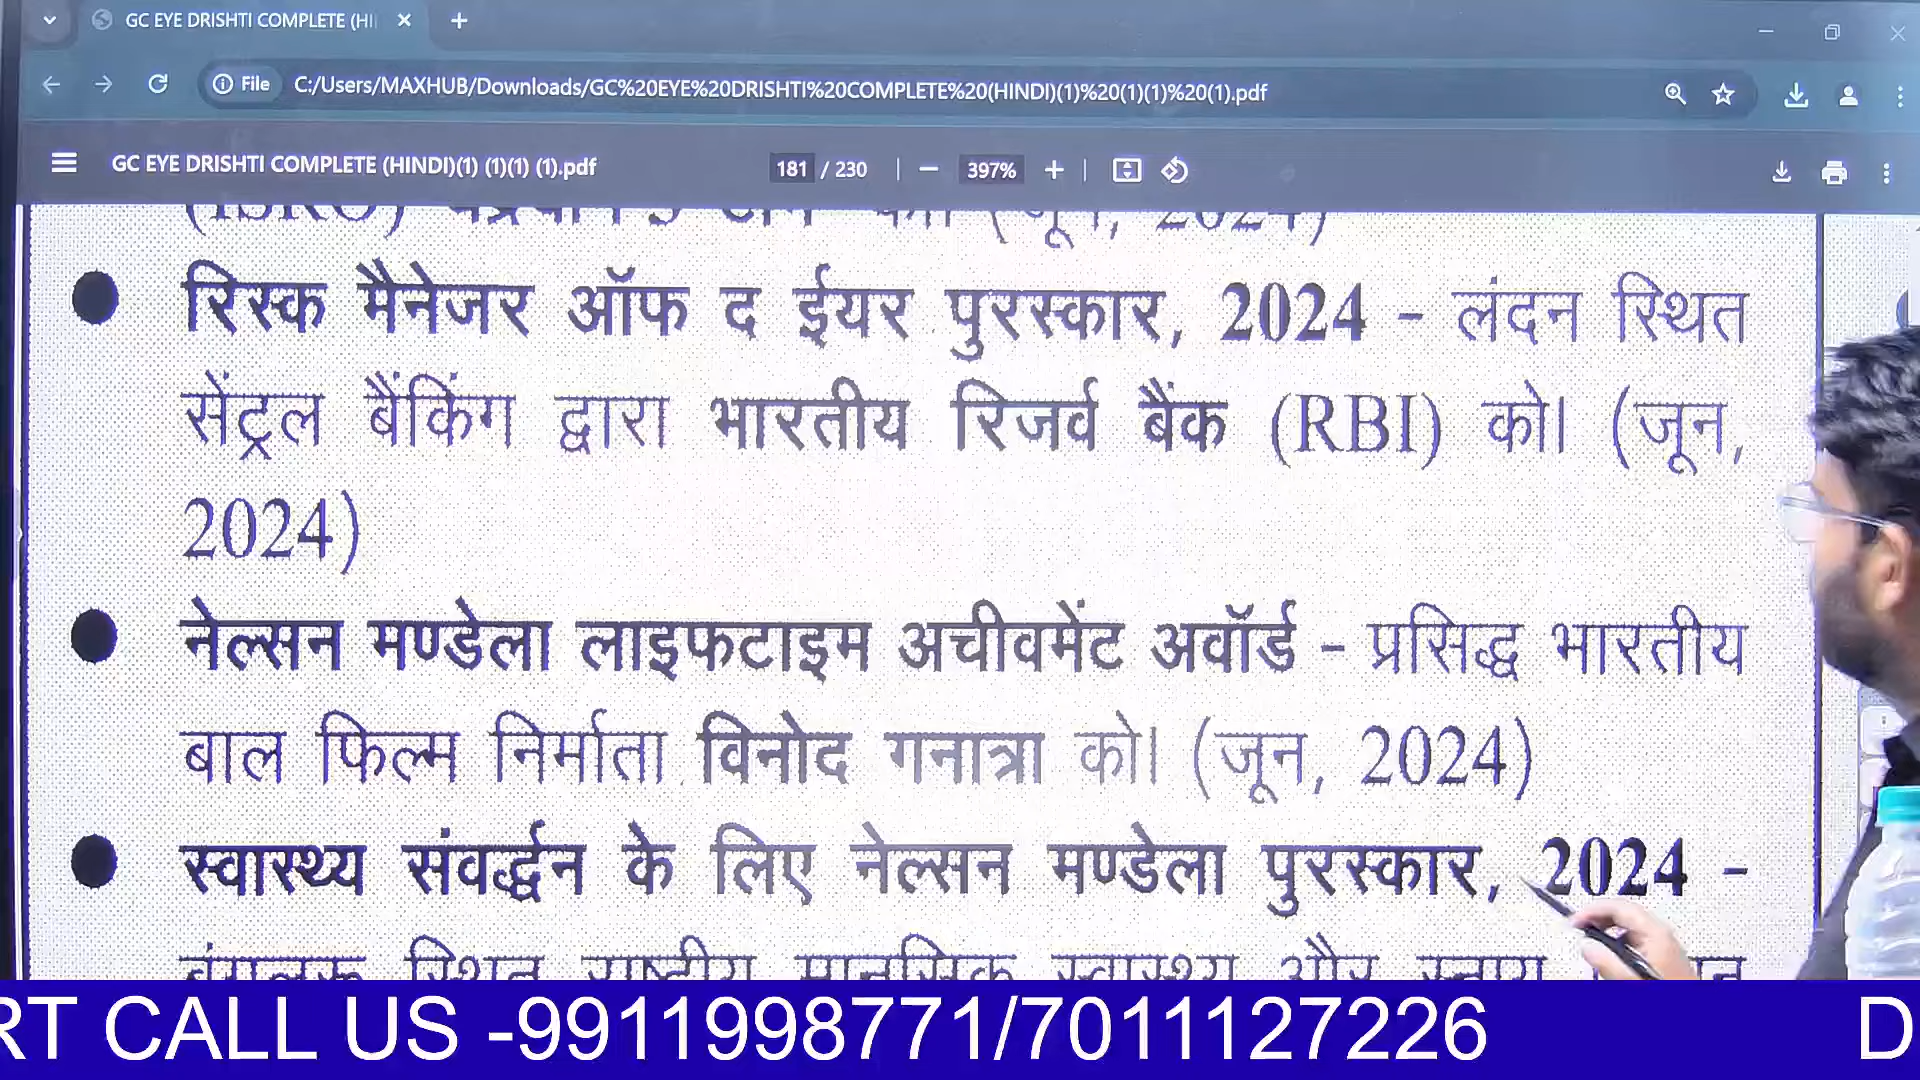 GC EYE DRISHTI COMPLETE (HI
File
C:/Users/MAXHUB/Downloads/GC%20EYE%20DRISHTI%20COMPLETE%20(HINDI)(1)%20(1)(1)%20(1).pdf
GC EYE DRISHTI COMPLETE (HINDI)(1) (1)(1) (1).pdf
181 / 230
397%
(जून, 2024)
● रिस्क मैनेजर ऑफ द ईयर पुरस्कार, 2024 - लंदन स्थित
सेंट्रल बैंकिंग द्वारा भारतीय रिजर्व बैंक (RBI) को। (जून,
2024)
● नेल्सन मण्डेला लाइफटाइम अचीवमेंट अवॉर्ड - प्रसिद्ध भारतीय
बाल फिल्म निर्माता विनोद गनात्रा को। (जून, 2024)
● स्वास्थ्य संवर्द्धन के लिए नेल्सन मण्डेला पुरस्कार, 2024 -
स्थित राष्ट्रीय मानसिक स्वास्थ्य और
RT CALL US -9911998771/7011127226 D